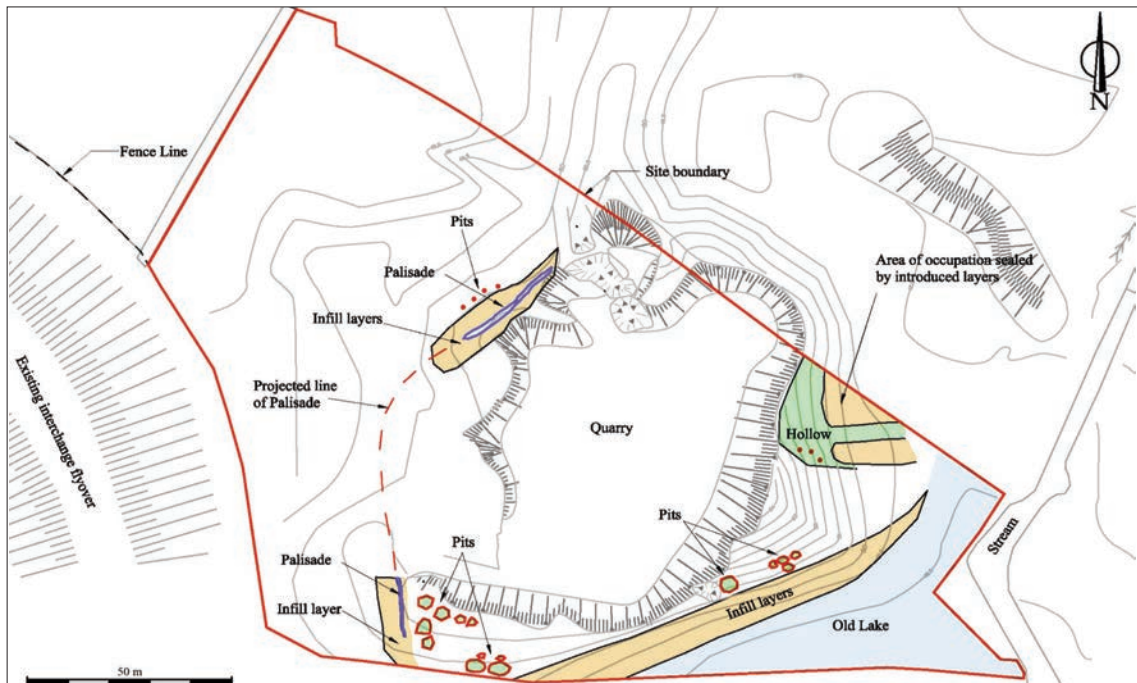 N
Fence Line
Site boundary
Pits
Area of occupation sealed
by introduced layers
Palisade
Infill layers
Existing interchange flyover
Projected line
of Palisade
Quarry
Hollow
Pits
Stream
Pits
Palisade
Infill layer
Infill layers
Old Lake
Pits
50 m